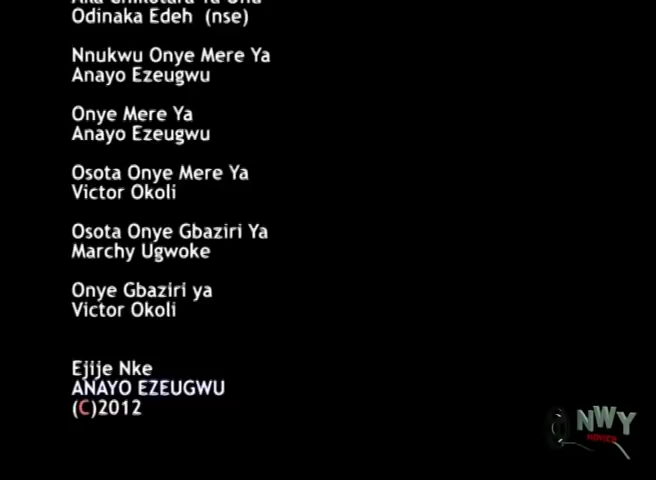 Odinaka Edeh (nse)
Nnukwu Onye Mere Ya
Anayo Ezeugwu
Onye Mere Ya
Anayo Ezeugwu
Osota Onye Mere Ya
Victor Okoli
Osota Onye Gbaziri Ya
Marchy Ugwoke
Onye Gbaziri ya
Victor Okoli
Ejije Nke
ANAYO EZEUGWU
(C)2012
NWY